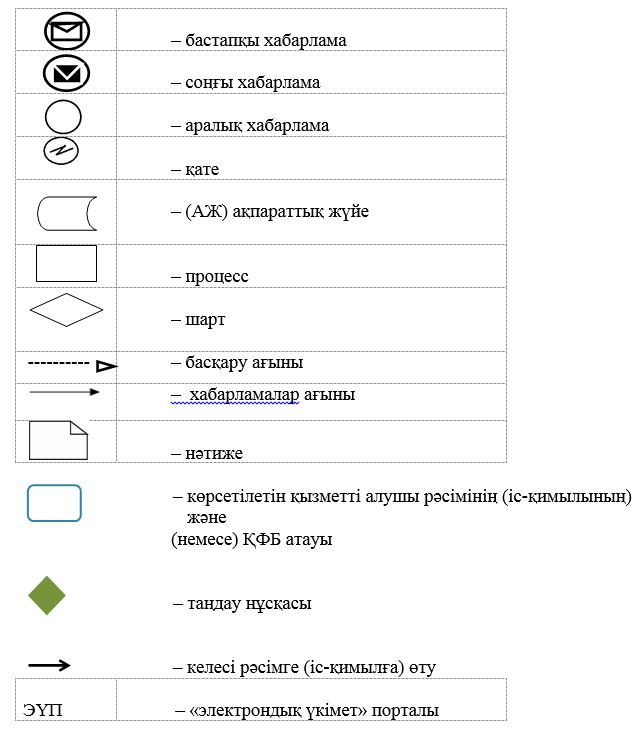 – бастапқы хабарлама
– соңғы хабарлама
– аралық хабарлама
– қате
– (АЖ) ақпараттық жүйе
– процесс
– шарт
– басқару ағыны
– хабарламалар ағыны
– нәтиже
– көрсетілетін қызметті алушы рәсімінің (іс-қимылының)
және
(немесе) ҚФБ атауы
– таңдау нұсқасы
– келесі рәсімге (іс-қимылға) өту
ЭҮП – «электрондық үкімет» порталы